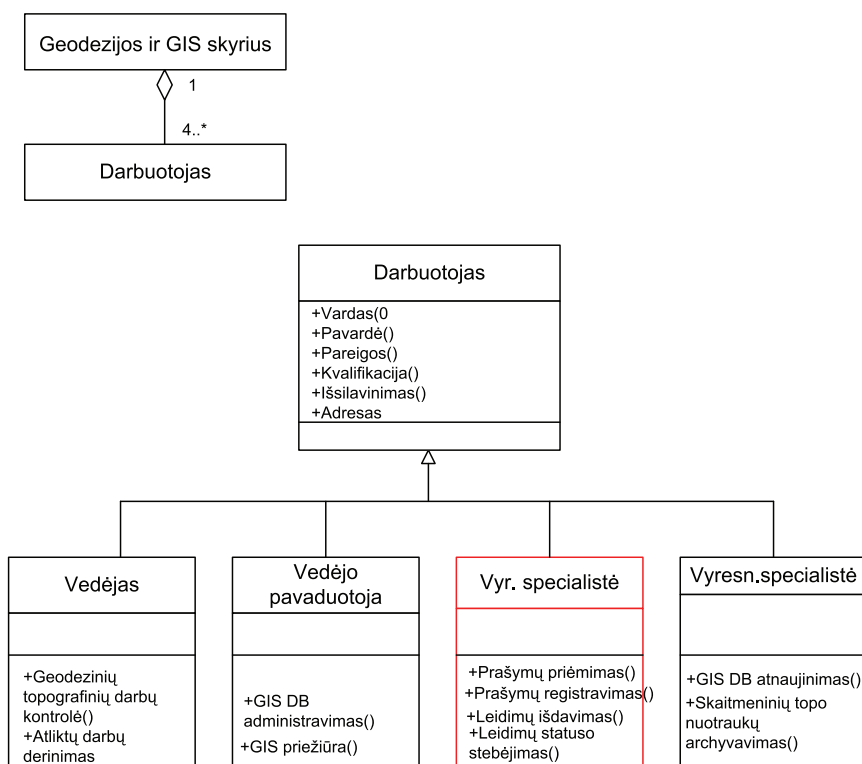 Geodezijos ir GIS skyrius
1
4..*
Darbuotojas
Darbuotojas
+Vardas(0
+Pavardė()
+Pareigos()
+Kvalifikacija()
+Išsilavinimas()
+Adresas
Vedėjas
+Geodezinių
topografinių darbų
kontrolė()
+Atliktų darbų
derinimas
Vedėjo
pavaduotoja
+GIS DB
administravimas()
+GIS priežiūra()
Vyr. specialistė
+Prašymų priėmimas()
+Prašymų registravimas()
+Leidimų išdavimas()
+Leidimų statuso
stebėjimas()
Vyresn.specialistė
+GIS DB atnaujinimas()
+Skaitmeninių topo
nuotraukų
archyvavimas()